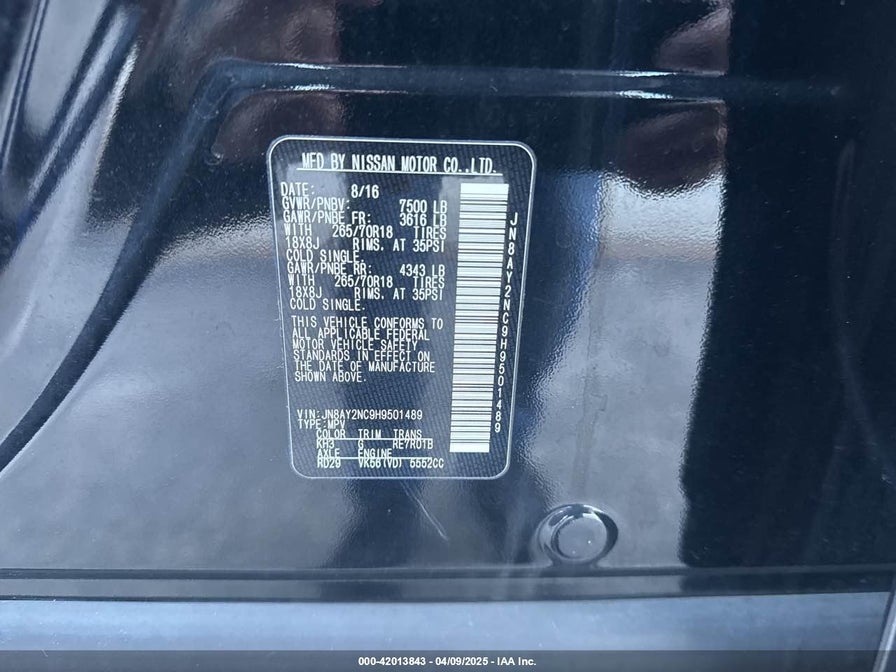 MFD BY NISSAN MOTOR CO.,LTD.
DATE: 8/16
GVWR/PNBV: 7500 LB
GAWR/PNBE FR: 3616 LB
WITH 265/70R18 TIRES
18X8J RIMS. AT 35PSI
COLD SINGLE.
GAWR/PNBE RR: 4343 LB
WITH 265/70R18 TIRES
18X8J RIMS. AT 35PSI
COLD SINGLE.
THIS VEHICLE CONFORMS TO
ALL APPLICABLE FEDERAL
MOTOR VEHICLE SAFETY
STANDARDS IN EFFECT ON
THE DATE OF MANUFACTURE
SHOWN ABOVE.
VIN:JN8AY2NC9H9501489
TYPE:MPV
COLOR TRIM TRANS
KH3 G RE7R01B
AXLE ENGINE
RD29 VK56(VD) 5552CC
JN8AY2NC9H9501489
000-42013843 - 04/09/2025 - IAA Inc.